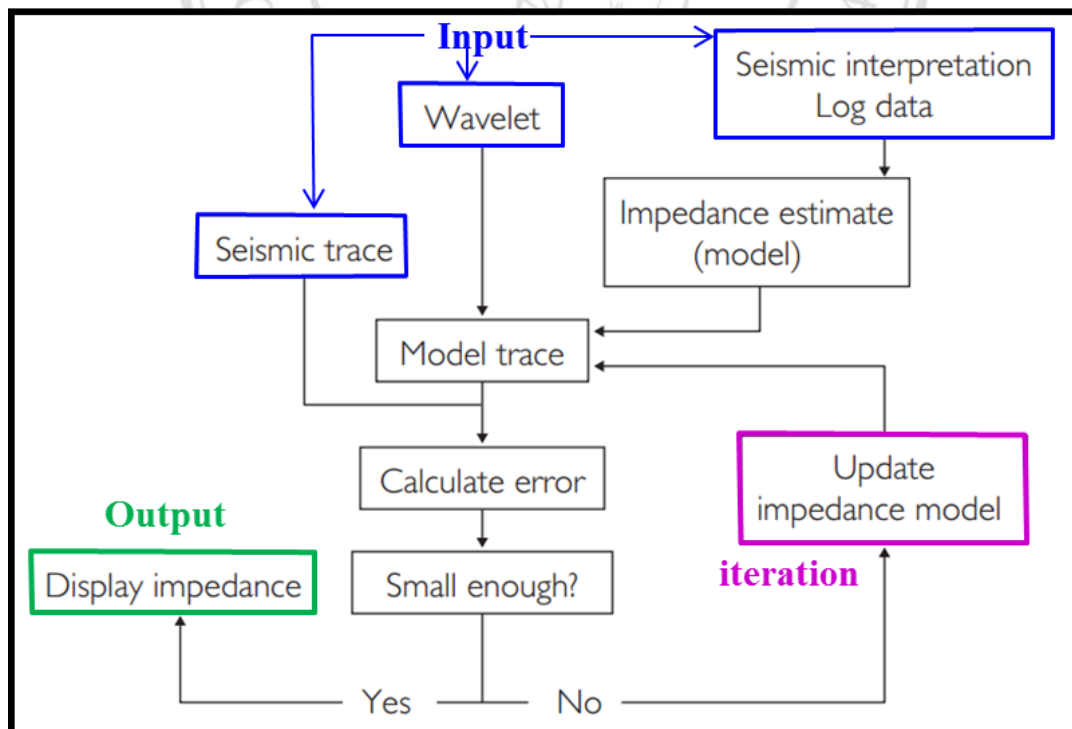 Input
Seismic interpretation
Log data
Wavelet
Impedance estimate
(model)
Seismic trace
Model trace
Update
impedance model
Calculate error
Output
iteration
Display impedance
Small enough?
Yes
No